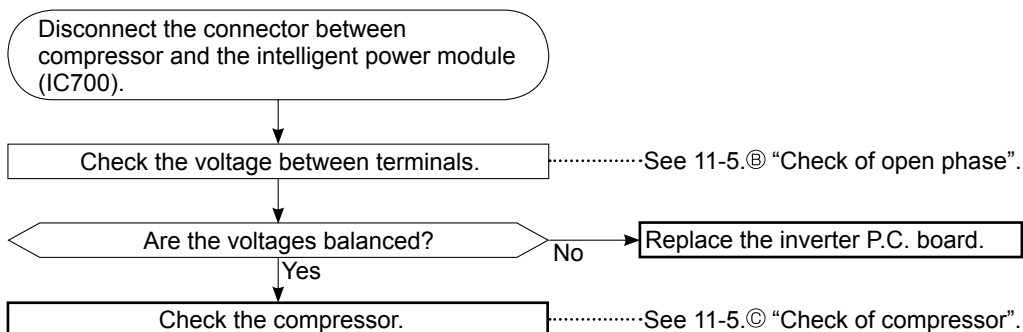 Disconnect the connector between
compressor and the intelligent power module
(IC700).
Check the voltage between terminals.
See 11-5.Ⓑ “Check of open phase”.
Are the voltages balanced?
No
Replace the inverter P.C. board.
Yes
Check the compressor.
See 11-5.Ⓒ “Check of compressor”.